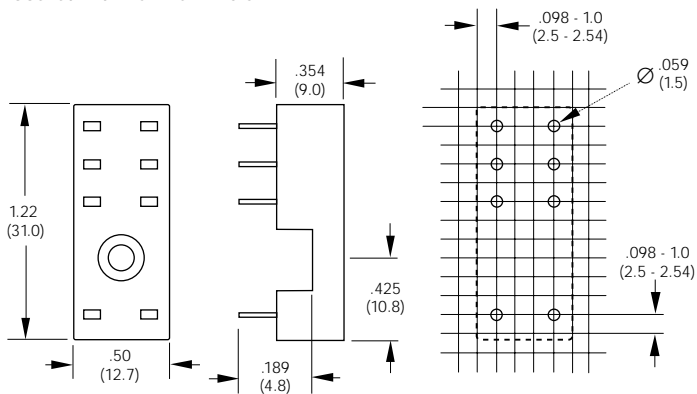 .098 - 1.0
(2.5 - 2.54)
.354
(9.0)
Ø .059
(1.5)
1.22
(31.0)
.098 - 1.0
(2.5 - 2.54)
.425
(10.8)
.50
(12.7)
.189
(4.8)